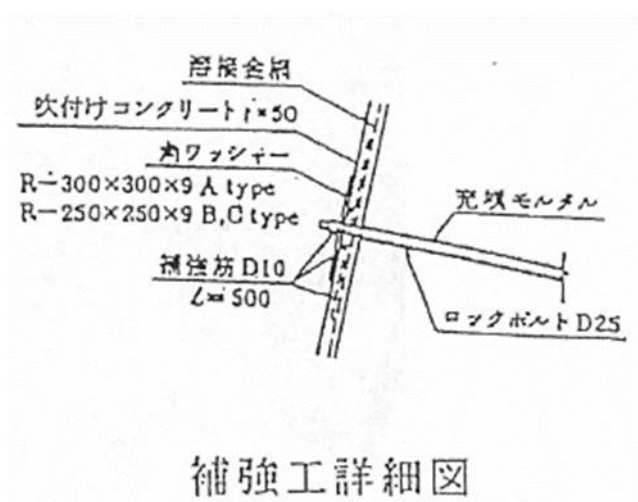 溶接金網
吹付けコンクリート t=50
角ワッシャー
R-300×300×9 A type
R-250×250×9 B,C type
充填モルタル
補強筋 D10
ℓ=500
ロックボルト D25
補強工詳細図